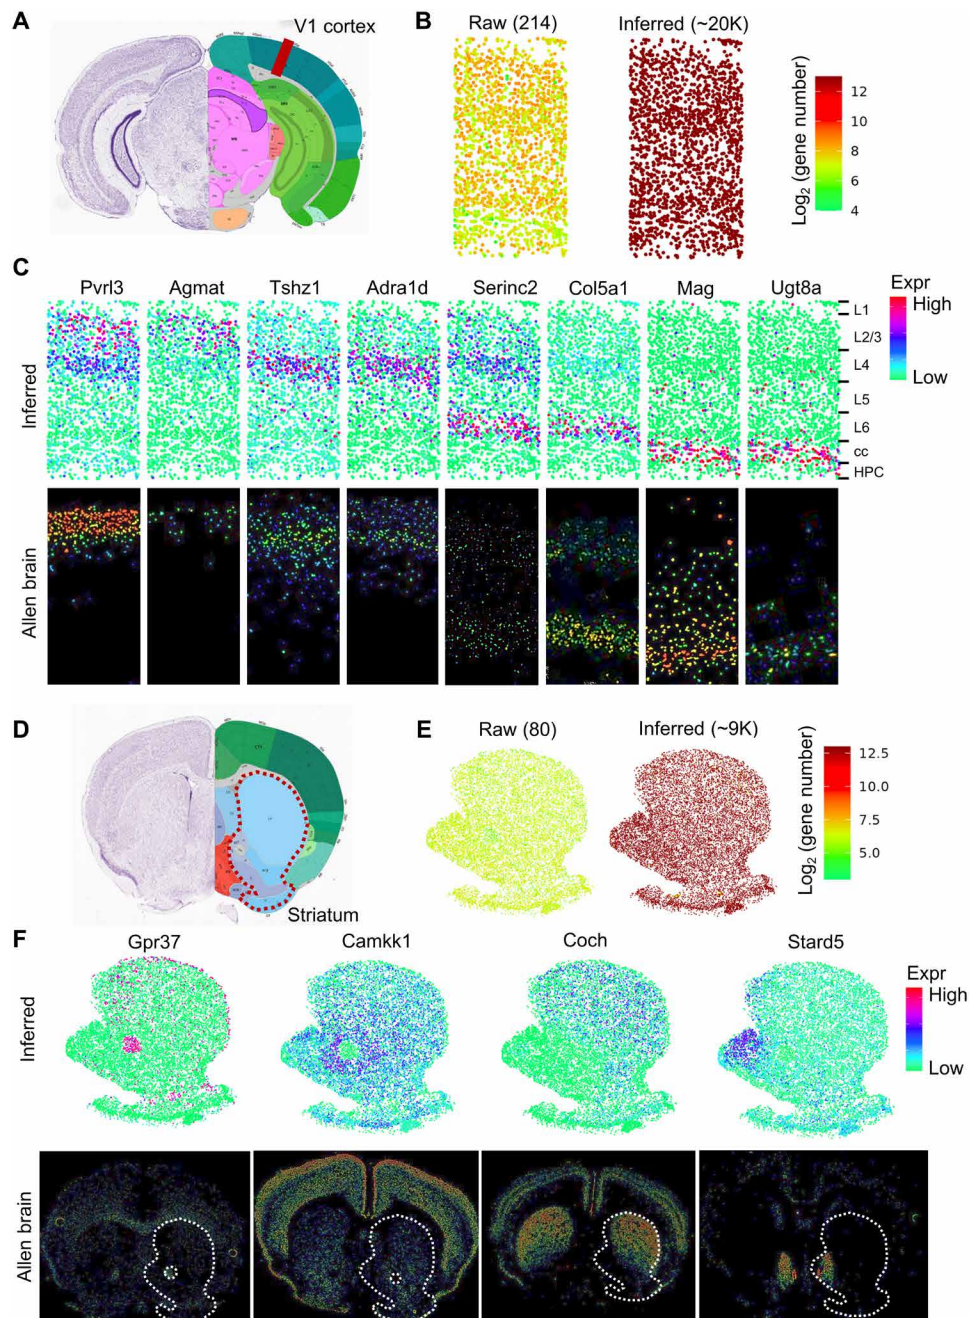 A
V1 cortex
B
Raw (214)
Inferred (~20K)
Log2 (gene number)
12
10
8
6
4
C
Pvrl3
Agmat
Tshz1
Adra1d
Serinc2
Col5a1
Mag
Ugt8a
Expr
High
Low
Inferred
L1
L2/3
L4
L5
L6
cc
HPC
Allen brain
D
Striatum
E
Raw (80)
Inferred (~9K)
Log2 (gene number)
12.5
10.0
7.5
5.0
F
Gpr37
Camkk1
Coch
Stard5
Expr
High
Low
Inferred
Allen brain